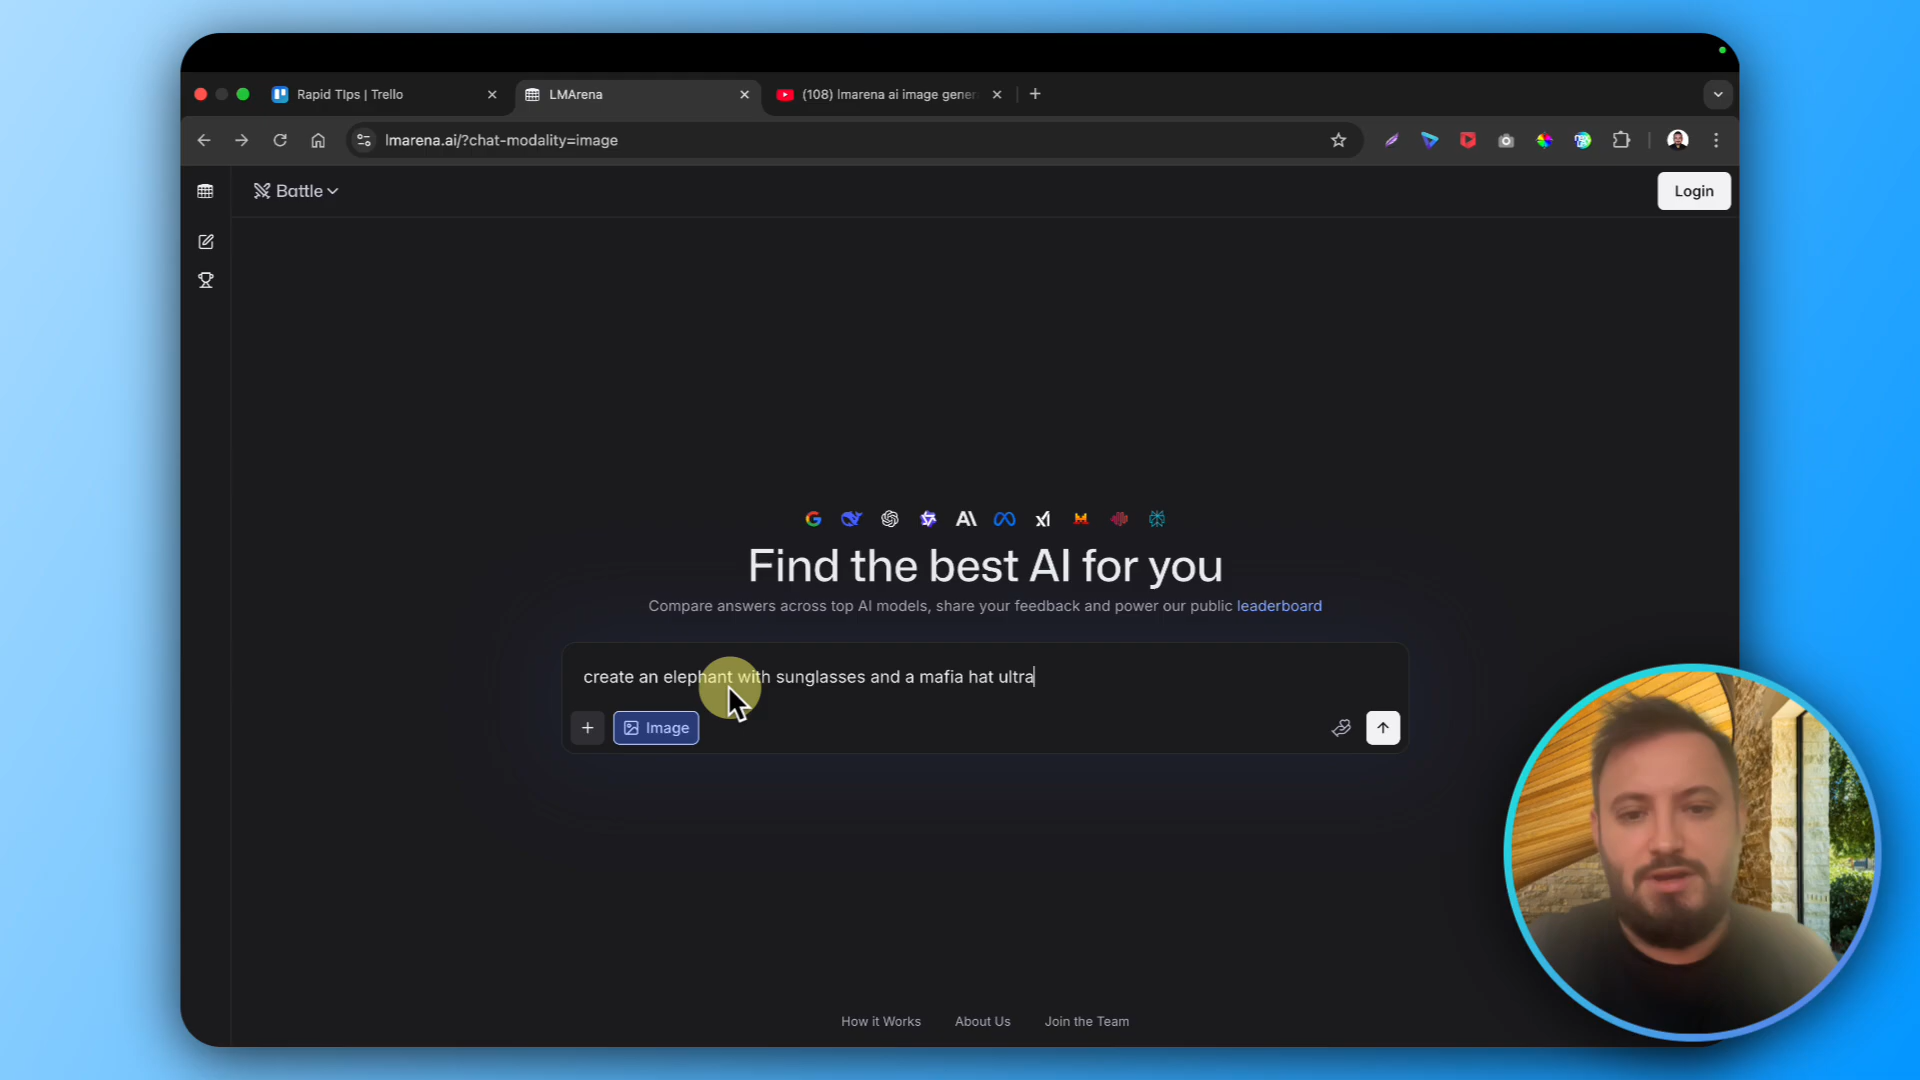 Rapid TIps | Trello
LMArena
(108) lmarena ai image gener
lmarena.ai/?chat-modality=image
Battle
Login
Find the best AI for you
Compare answers across top AI models, share your feedback and power our public leaderboard
create an elephant with sunglasses and a mafia hat ultra
Image
How it Works
About Us
Join the Team